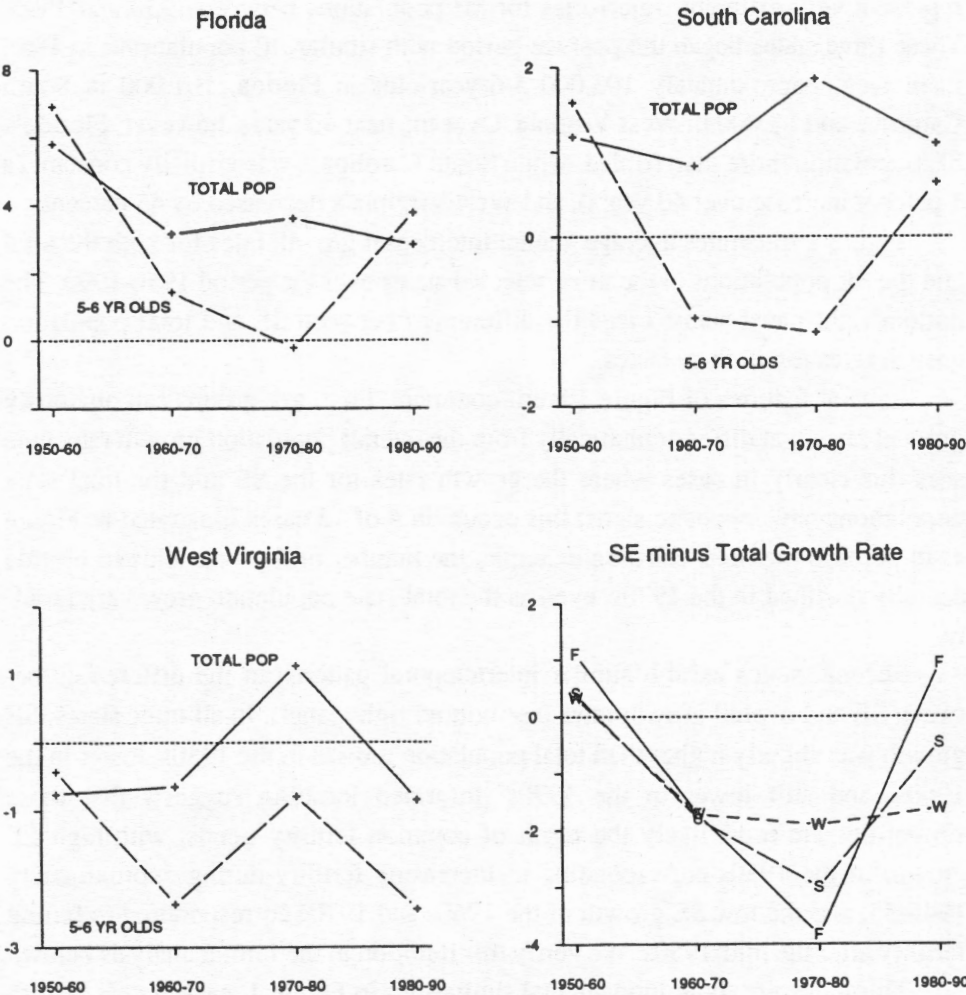 Florida
8
4
0
TOTAL POP
5-6 YR OLDS
1950-60
1960-70
1970-80
1980-90
South Carolina
2
0
-2
TOTAL POP
5-6 YR OLDS
1950-60
1960-70
1970-80
1980-90
West Virginia
1
-1
-3
TOTAL POP
5-6 YR OLDS
1950-60
1960-70
1970-80
1980-90
SE minus Total Growth Rate
2
0
-2
-4
F
S
W
S
F
F
S
W
1950-60
1960-70
1970-80
1980-90